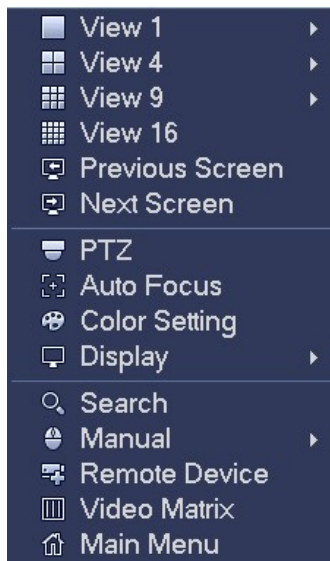 View 1
View 4
View 9
View 16
Previous Screen
Next Screen
PTZ
Auto Focus
Color Setting
Display
Search
Manual
Remote Device
Video Matrix
Main Menu